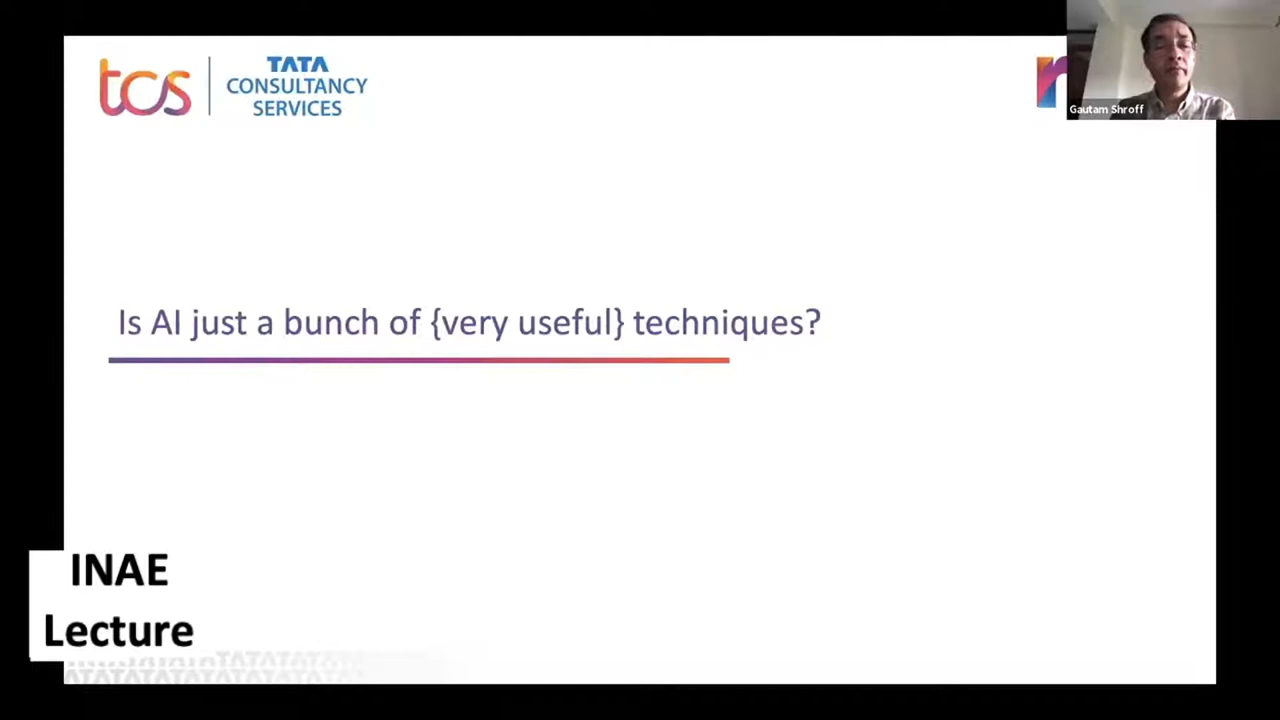 tcs
TATA
CONSULTANCY
SERVICES
Gautam Shroff
Is AI just a bunch of {very useful} techniques?
INAE
Lecture